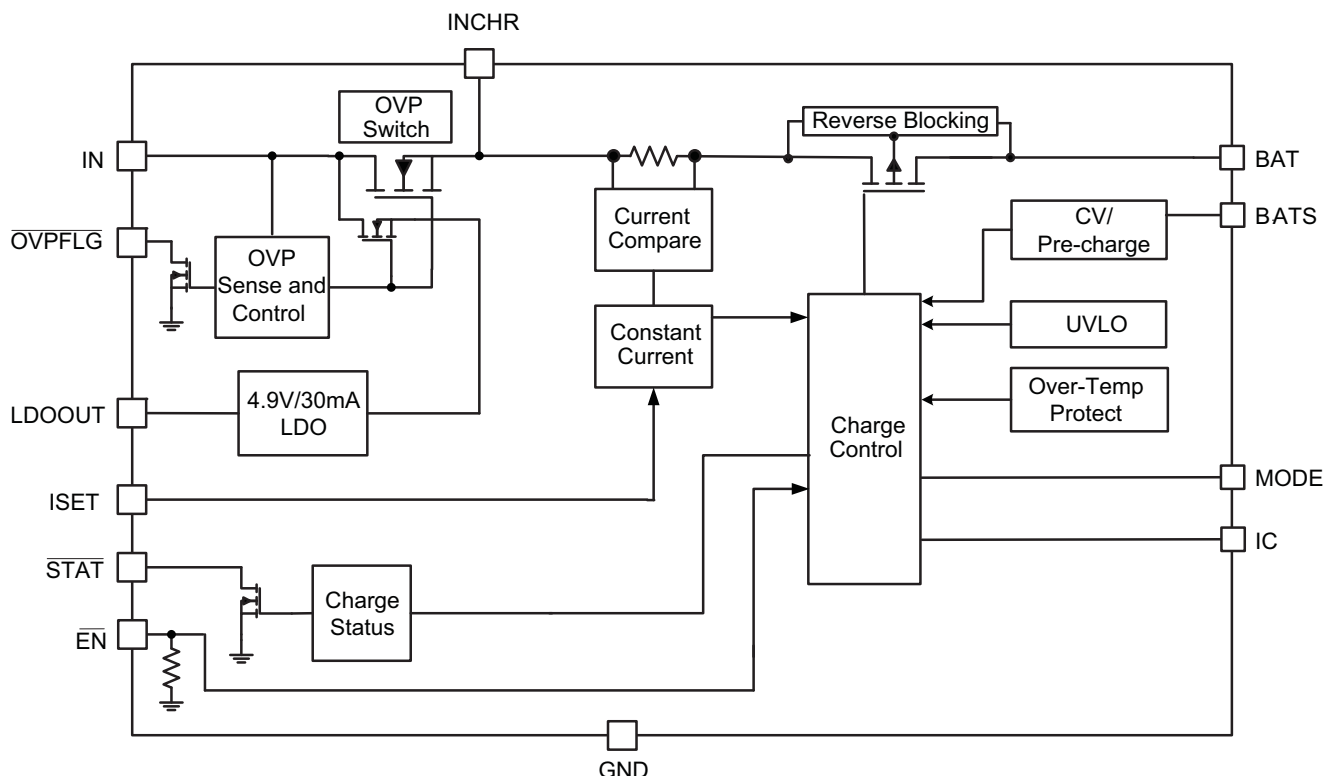 INCHR
OVP
Switch
Reverse Blocking
IN
BAT
OVPFLG
OVP
Sense and
Control
Current
Compare
CV/
Pre-charge
BATS
Constant
Current
UVLO
LDOOUT
4.9V/30mA
LDO
Charge
Control
Over-Temp
Protect
ISET
MODE
STAT
IC
Charge
Status
EN
GND